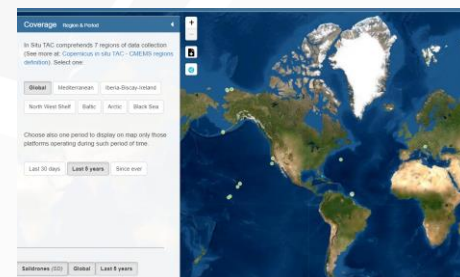 Coverage Region & Period
In Situ TAC comprehends 7 regions of data collection
(See more at: Copernicus in situ TAC - CMEMS regions
definition). Select one:
Global Mediterranean Iberia-Biscay-Ireland
North West Shelf Baltic Arctic Black Sea
Choose also one period to display on map only those
platforms operating during such period of time.
Last 30 days Last 5 years Since ever
Saildrones (SD) Global Last 5 years